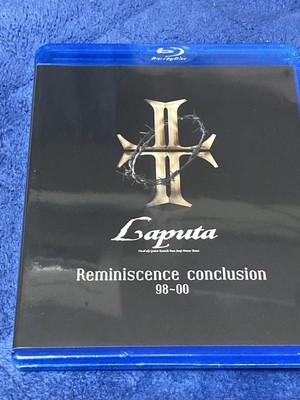 Blu-ray Disc
Laputa
Reminiscence conclusion
98~00